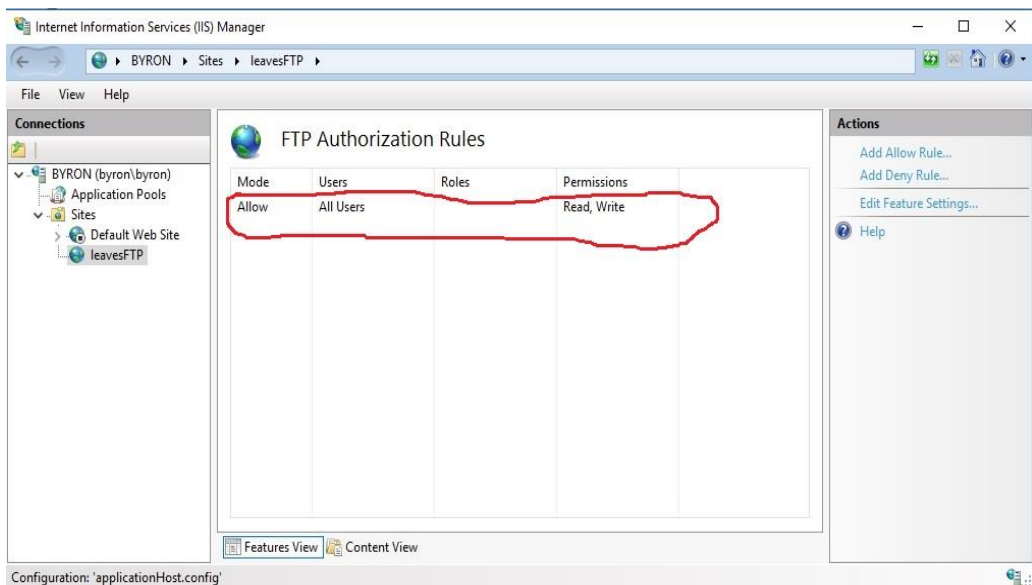 Internet Information Services (IIS) Manager
BYRON Sites leavesFTP
File View Help
Connections
BYRON (byron\byron)
Application Pools
Sites
Default Web Site
leavesFTP
FTP Authorization Rules
Mode Users Roles Permissions
Allow All Users Read, Write
Features View Content View
Actions
Add Allow Rule...
Add Deny Rule...
Edit Feature Settings...
Help
Configuration: 'applicationHost.config'